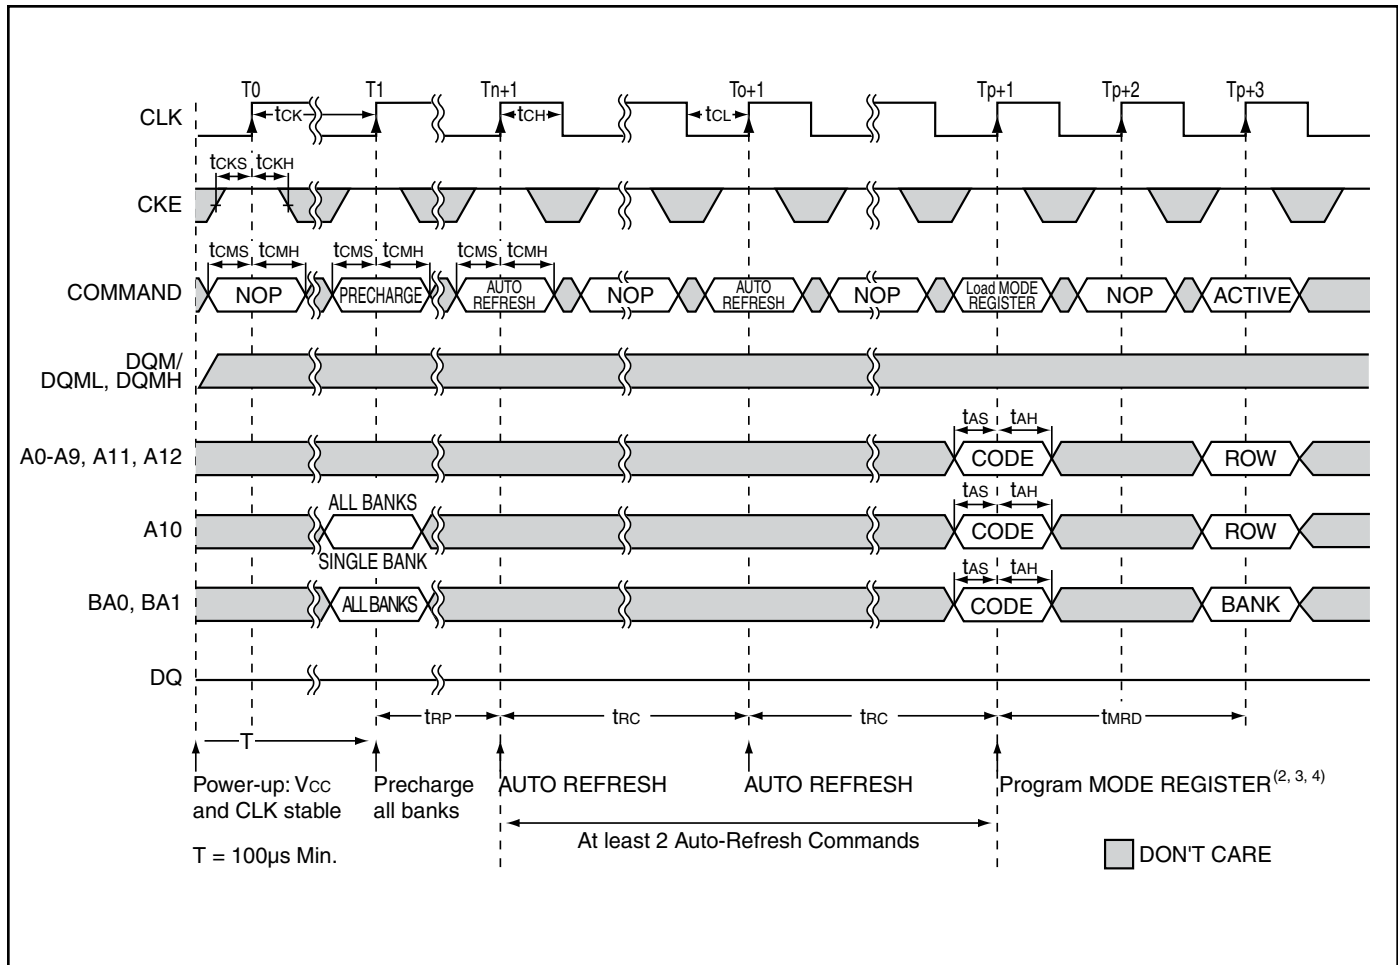 T0 T1 Tn+1 To+1 Tp+1 Tp+2 Tp+3
CLK tCK tCH tCL
tCKS tCKH
CKE
tCMS tCMH tCMS tCMH tCMS tCMH
COMMAND NOP PRECHARGE AUTO REFRESH NOP AUTO REFRESH NOP Load MODE REGISTER NOP ACTIVE
DQM/
DQML, DQMH
tAS tAH
A0-A9, A11, A12 CODE ROW
ALL BANKS tAS tAH
A10 CODE ROW
SINGLE BANK tAS tAH
BA0, BA1 ALL BANKS CODE BANK
DQ
tRP tRC tRC tMRD
T
Power-up: VCC Precharge AUTO REFRESH AUTO REFRESH Program MODE REGISTER(2, 3, 4)
and CLK stable all banks
At least 2 Auto-Refresh Commands
T = 100µs Min. DON'T CARE